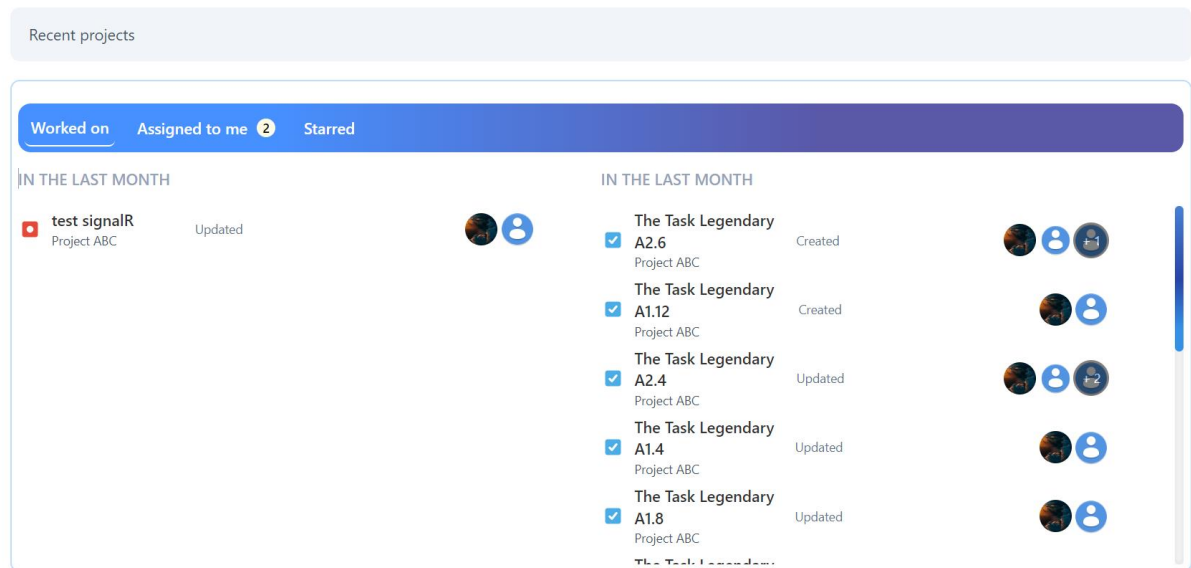 Recent projects
Worked on
Assigned to me 2
Starred
IN THE LAST MONTH
test signalR
Project ABC
Updated
IN THE LAST MONTH
The Task Legendary
A2.6
Project ABC
Created
+ 1
The Task Legendary
A1.12
Project ABC
Created
The Task Legendary
A2.4
Project ABC
Updated
+ 2
The Task Legendary
A1.4
Project ABC
Updated
The Task Legendary
A1.8
Project ABC
Updated
The Task Legendary